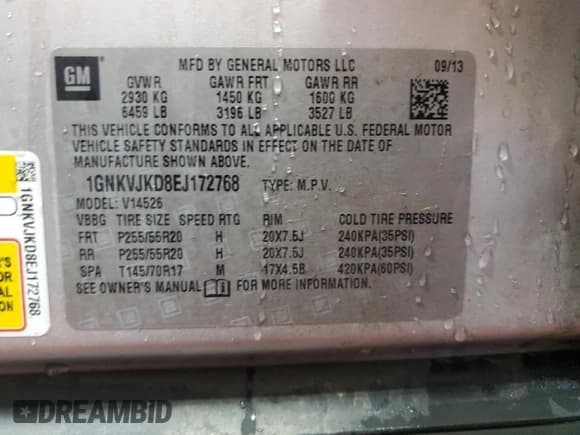 GM
MFD BY GENERAL MOTORS LLC 09/13
GVWR GAWR FRT GAWR RR
2930 KG 1450 KG 1600 KG
6459 LB 3196 LB 3527 LB
THIS VEHICLE CONFORMS TO ALL APPLICABLE U.S. FEDERAL MOTOR
VEHICLE SAFETY STANDARDS IN EFFECT ON THE DATE OF
MANUFACTURE SHOWN ABOVE.
1GNKVJKD8EJ172768 TYPE: M.P.V.
MODEL: V14526
VBBG TIRE SIZE SPEED RTG RIM COLD TIRE PRESSURE
FRT P255/55R20 H 20X7.5J 240KPA(35PSI)
RR P255/55R20 H 20X7.5J 240KPA(35PSI)
SPA T145/70R17 M 17X4.5B 420KPA(60PSI)
SEE OWNER'S MANUAL FOR MORE INFORMATION.
1GNKVJKD8EJ172768
'S
OR
AL
ON
DREAMBID